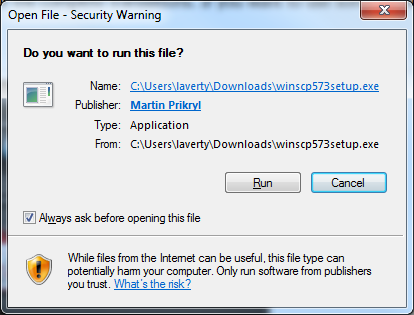 Open File - Security Warning
Do you want to run this file?
Name: C:\Users\laverty\Downloads\winscp573setup.exe
Publisher: Martin Prikryl
Type: Application
From: C:\Users\laverty\Downloads\winscp573setup.exe
Run Cancel
Always ask before opening this file
While files from the Internet can be useful, this file type can
potentially harm your computer. Only run software from publishers
you trust. What's the risk?